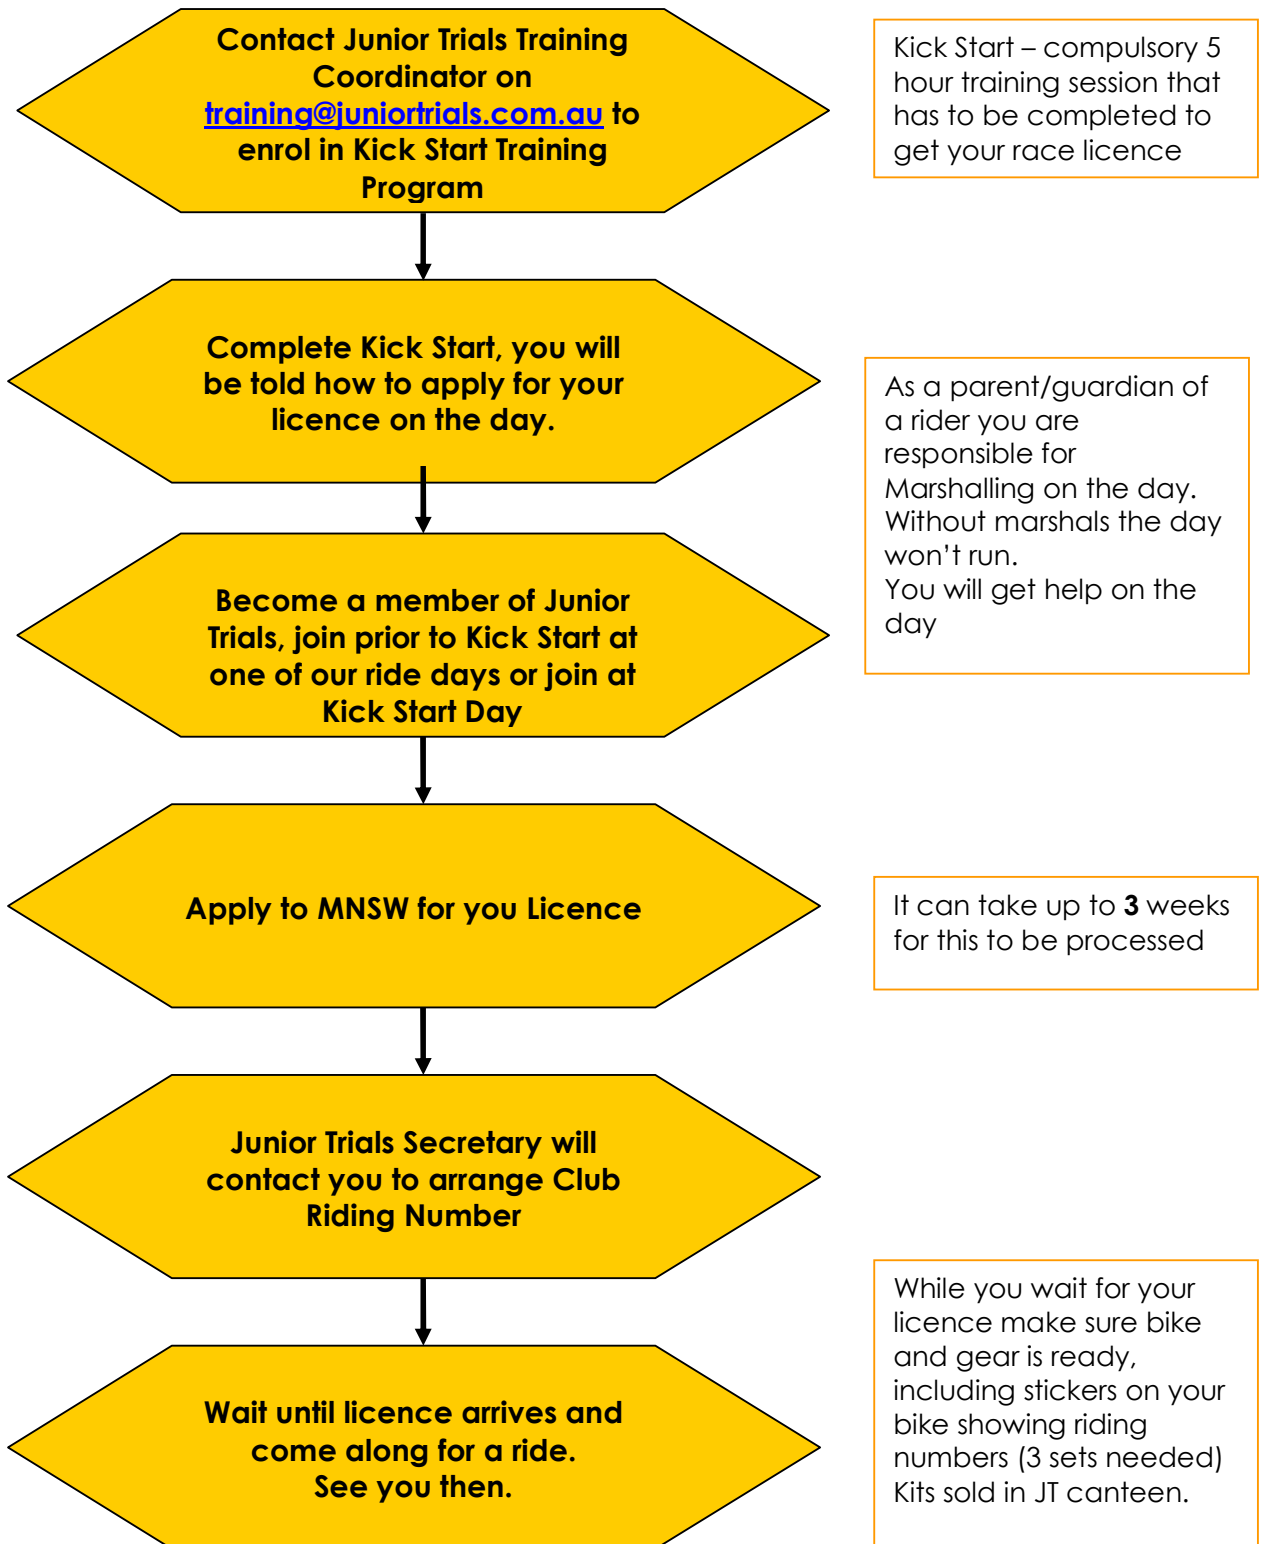 Contact Junior Trials Training
Coordinator on
training@juniortrials.com.au to
enrol in Kick Start Training
Program
Kick Start – compulsory 5
hour training session that
has to be completed to
get your race licence
Complete Kick Start, you will
be told how to apply for your
licence on the day.
As a parent/guardian of
a rider you are
responsible for
Marshalling on the day.
Without marshals the day
won't run.
You will get help on the
day
Become a member of Junior
Trials, join prior to Kick Start at
one of our ride days or join at
Kick Start Day
Apply to MNSW for you Licence
It can take up to 3 weeks
for this to be processed
Junior Trials Secretary will
contact you to arrange Club
Riding Number
Wait until licence arrives and
come along for a ride.
See you then.
While you wait for your
licence make sure bike
and gear is ready,
including stickers on your
bike showing riding
numbers (3 sets needed)
Kits sold in JT canteen.